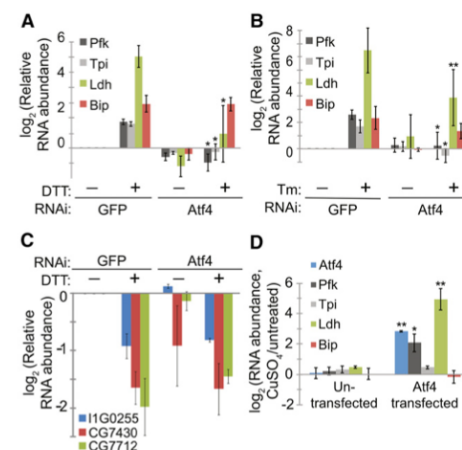 A
log2 (Relative RNA abundance)
6
4
2
0
Pfk
Tpi
Ldh
Bip
*
*
*
DTT: – + – +
RNAi: GFP Atf4
B
log2 (Relative RNA abundance)
8
6
4
2
0
Pfk
Tpi
Ldh
Bip
*
*
**
Tm: – + – +
RNAi: GFP Atf4
C
RNAi: GFP Atf4
DTT: – + – +
log2 (Relative RNA abundance)
0
-1
-2
I1G0255
CG7430
CG7712
D
log2 (RNA abundance, CuSO4/untreated)
6
4
2
0
-2
Atf4
Pfk
Tpi
Ldh
Bip
**
*
**
Un-
transfected
Atf4
transfected